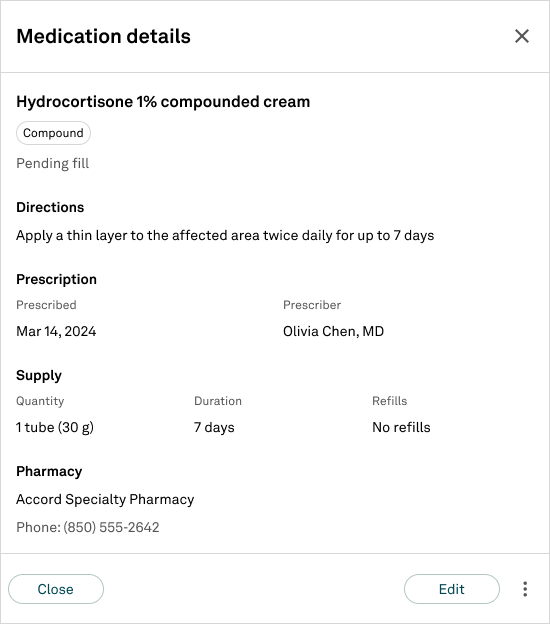 Medication details
Hydrocortisone 1% compounded cream
Compound
Pending fill
Directions
Apply a thin layer to the affected area twice daily for up to 7 days
Prescription
Prescribed Prescriber
Mar 14, 2024 Olivia Chen, MD
Supply
Quantity Duration Refills
1 tube (30 g) 7 days No refills
Pharmacy
Accord Specialty Pharmacy
Phone: (850) 555-2642
Close Edit